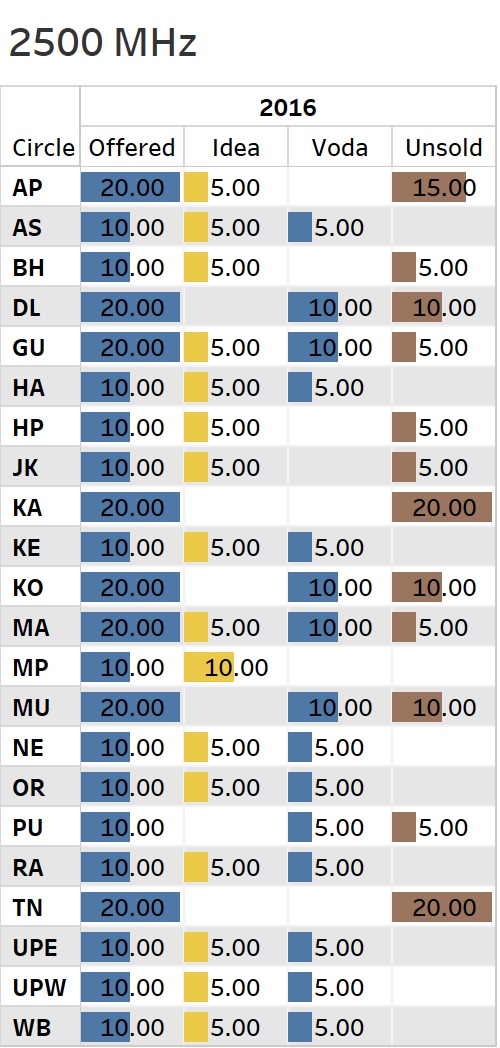 2500 MHz
2016
Circle Offered Idea Voda Unsold
AP 20.00 5.00 15.00
AS 10.00 5.00 5.00
BH 10.00 5.00 5.00
DL 20.00 10.00 10.00
GU 20.00 5.00 10.00 5.00
HA 10.00 5.00 5.00
HP 10.00 5.00 5.00
JK 10.00 5.00 5.00
KA 20.00 20.00
KE 10.00 5.00 5.00
KO 20.00 10.00 10.00
MA 20.00 5.00 10.00 5.00
MP 10.00 10.00
MU 20.00 10.00 10.00
NE 10.00 5.00 5.00
OR 10.00 5.00 5.00
PU 10.00 5.00 5.00
RA 10.00 5.00 5.00
TN 20.00 20.00
UPE 10.00 5.00 5.00
UPW 10.00 5.00 5.00
WB 10.00 5.00 5.00